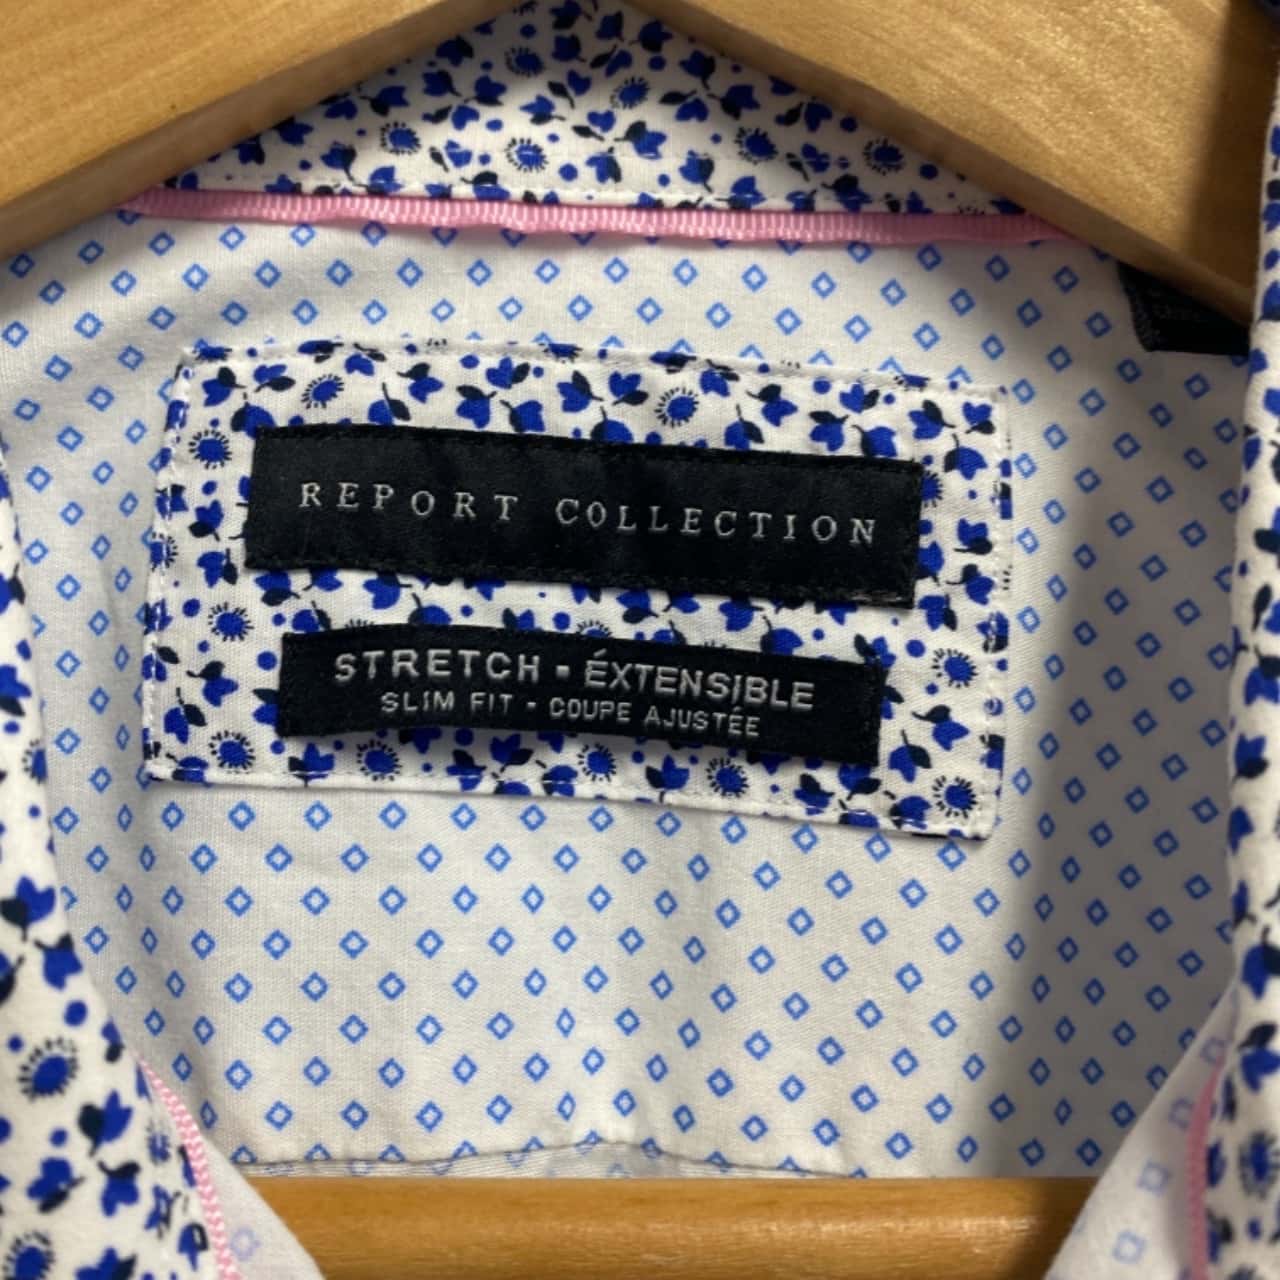 REPORT COLLECTION
STRETCH ▪ ÉXTENSIBLE
SLIM FIT - COUPE AJUSTÉE